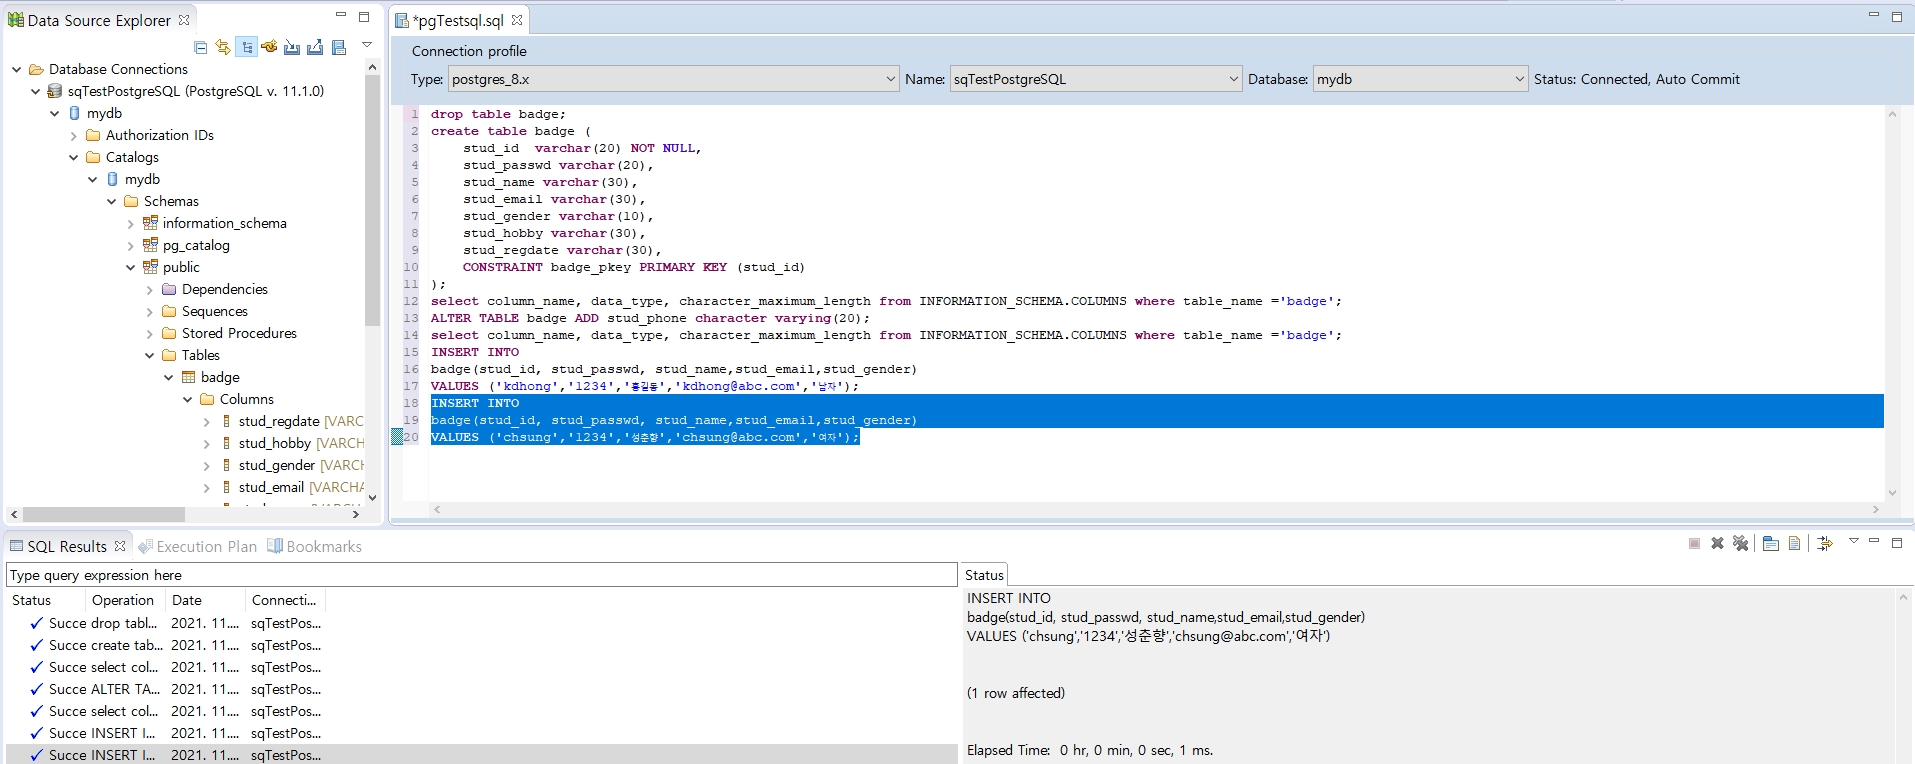 Data Source Explorer
Database Connections
sqTestPostgreSQL (PostgreSQL v. 11.1.0)
mydb
Authorization IDs
Catalogs
mydb
Schemas
information_schema
pg_catalog
public
Dependencies
Sequences
Stored Procedures
Tables
badge
Columns
stud_regdate [VARC
stud_hobby [VARCH
stud_gender [VARCH
stud_email [VARCHA
*pgTestsql.sql
Connection profile
Type: postgres_8.x Name: sqTestPostgreSQL Database: mydb Status: Connected, Auto Commit
1 drop table badge;
2 create table badge (
3 stud_id varchar(20) NOT NULL,
4 stud_passwd varchar(20),
5 stud_name varchar(30),
6 stud_email varchar(30),
7 stud_gender varchar(10),
8 stud_hobby varchar(30),
9 stud_regdate varchar(30),
10 CONSTRAINT badge_pkey PRIMARY KEY (stud_id)
11 );
12 select column_name, data_type, character_maximum_length from INFORMATION_SCHEMA.COLUMNS where table_name ='badge';
13 ALTER TABLE badge ADD stud_phone character varying(20);
14 select column_name, data_type, character_maximum_length from INFORMATION_SCHEMA.COLUMNS where table_name ='badge';
15 INSERT INTO
16 badge(stud_id, stud_passwd, stud_name,stud_email,stud_gender)
17 VALUES ('kdhong','1234','홍길동','kdhong@abc.com','남자');
18 INSERT INTO
19 badge(stud_id, stud_passwd, stud_name,stud_email,stud_gender)
20 VALUES ('chsung','1234','성춘향','chsung@abc.com','여자');
SQL Results Execution Plan Bookmarks
Type query expression here
Status Operation Date Connecti...
Succe drop tabl... 2021. 11.... sqTestPos...
Succe create tab... 2021. 11.... sqTestPos...
Succe select col... 2021. 11.... sqTestPos...
Succe ALTER TA... 2021. 11.... sqTestPos...
Succe select col... 2021. 11.... sqTestPos...
Succe INSERT I... 2021. 11.... sqTestPos...
Succe INSERT I... 2021. 11.... sqTestPos...
Status
INSERT INTO
badge(stud_id, stud_passwd, stud_name,stud_email,stud_gender)
VALUES ('chsung','1234','성춘향','chsung@abc.com','여자')
(1 row affected)
Elapsed Time: 0 hr, 0 min, 0 sec, 1 ms.